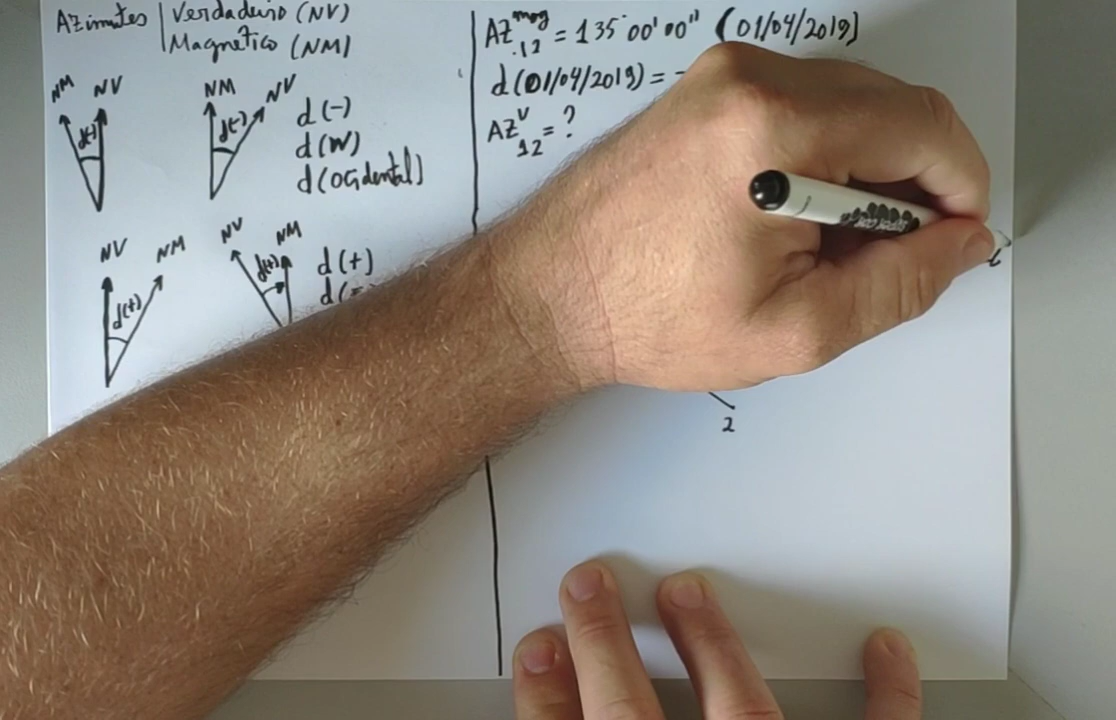 Azimutes | Verdadeiro (NV)
Magnético (NM)
NM NV
d(-)
NM NV
d(-)
d(-)
d(W)
d(Ocidental)
NV NM
d(+)
NV NM
d(+)
d(+)
AZ mag 12 = 135°00'00" (01/04/2019)
d(01/04/2019) = -
AZ V 12 = ?
2